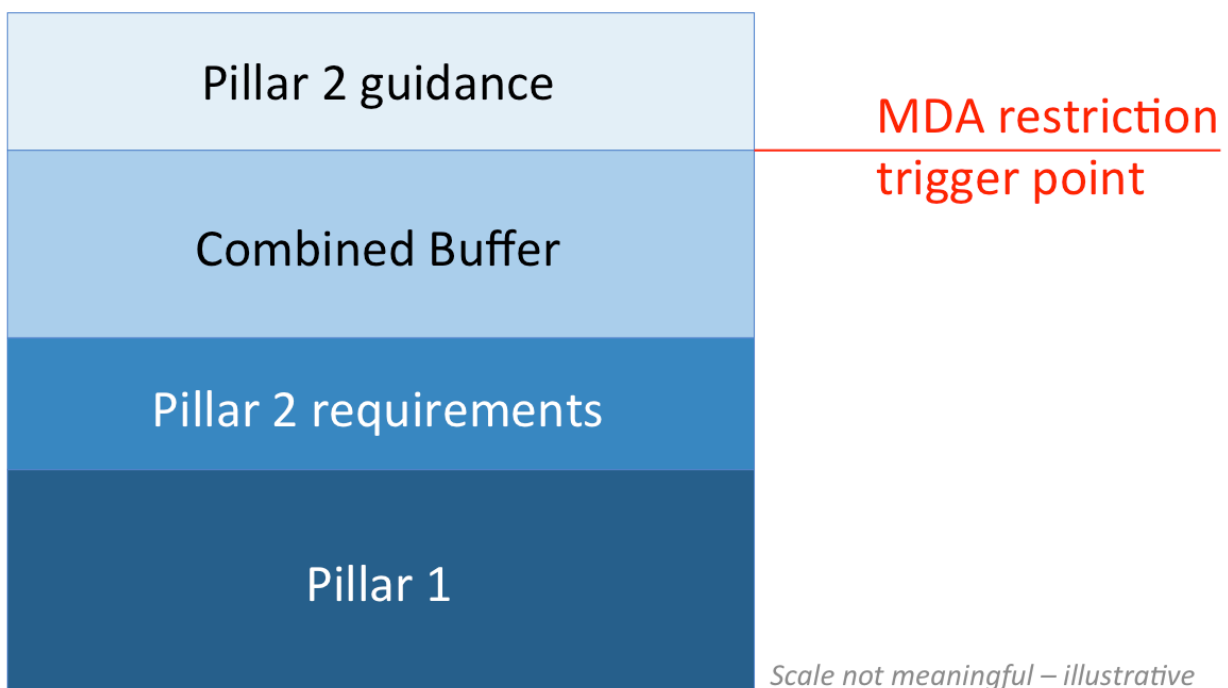 Pillar 2 guidance
MDA restriction
trigger point
Combined Buffer
Pillar 2 requirements
Pillar 1
Scale not meaningful – illustrative